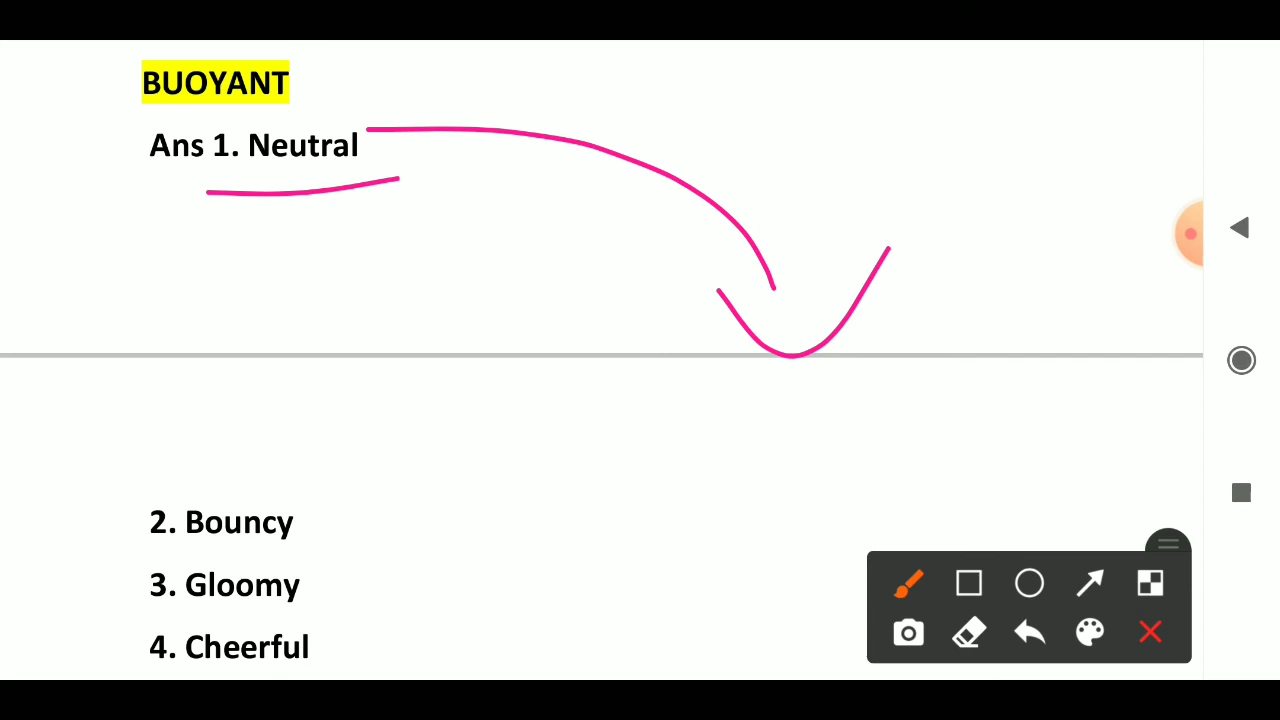 BUOYANT
Ans 1. Neutral
2. Bouncy
3. Gloomy
4. Cheerful